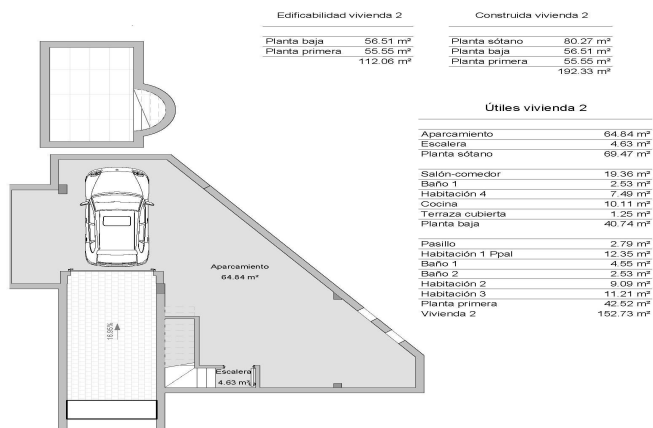 Edificabilidad vivienda 2
Planta baja 56.51 m²
Planta primera 55.55 m²
112.06 m²
Construida vivienda 2
Planta sótano 80.27 m²
Planta baja 56.51 m²
Planta primera 55.55 m²
192.33 m²
Útiles vivienda 2
Aparcamiento 64.84 m²
Escalera 4.63 m²
Planta sótano 69.47 m²
Salón-comedor 19.36 m²
Baño 1 2.53 m²
Habitación 4 7.49 m²
Cocina 10.11 m²
Terraza cubierta 1.25 m²
Planta baja 40.74 m²
Pasillo 2.79 m²
Habitación 1 Ppal 12.35 m²
Baño 1 4.55 m²
Baño 2 2.53 m²
Habitación 2 9.09 m²
Habitación 3 11.21 m²
Planta primera 42.52 m²
Vivienda 2 152.73 m²
Aparcamiento
64.84 m²
Escalera
4.63 m²